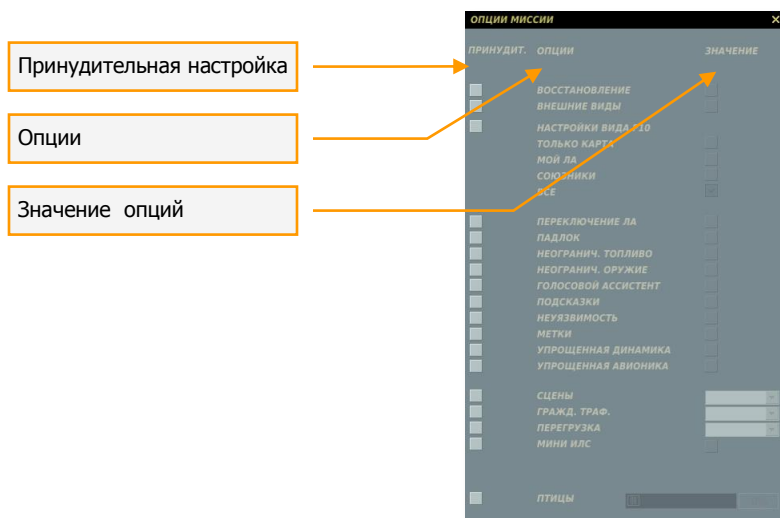 ОПЦИИ МИССИИ
ПРИНУДИТ. ОПЦИИ ЗНАЧЕНИЕ
Принудительная настройка
Опции
Значение опций
ВОССТАНОВЛЕНИЕ
ВНЕШНИЕ ВИДЫ
НАСТРОЙКИ ВИДА F10
ТОЛЬКО КАРТА
МОЙ ЛА
СОЮЗНИКИ
ВСЕ
ПЕРЕКЛЮЧЕНИЕ ЛА
ПАДЛОК
НЕОГРАНИЧ. ТОПЛИВО
НЕОГРАНИЧ. ОРУЖИЕ
ГОЛОСОВОЙ АССИСТЕНТ
ПОДСКАЗКИ
НЕУЯЗВИМОСТЬ
МЕТКИ
УПРОЩЕННАЯ ДИНАМИКА
УПРОЩЕННАЯ АВИОНИКА
СЦЕНЫ
ГРАЖД. ТРАФ.
ПЕРЕГРУЗКА
МИНИ ИЛС
ПТИЦЫ